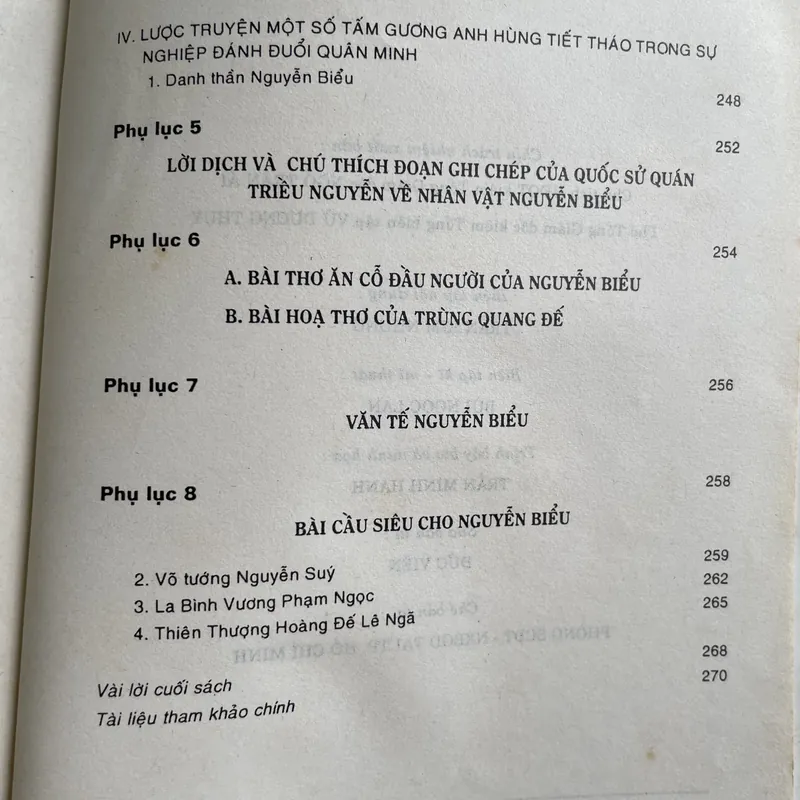 IV. LƯỢC TRUYỆN MỘT SỐ TẤM GƯƠNG ANH HÙNG TIẾT THÁO TRONG SỰ
NGHIỆP ĐÁNH ĐUỔI QUÂN MINH
1. Danh thần Nguyễn Biểu 248
Phụ lục 5 252
LỜI DỊCH VÀ CHÚ THÍCH ĐOẠN GHI CHÉP CỦA QUỐC SỬ QUÁN
TRIỀU NGUYỄN VỀ NHÂN VẬT NGUYỄN BIỂU
Phụ lục 6 254
A. BÀI THƠ ĂN CỖ ĐẦU NGƯỜI CỦA NGUYỄN BIỂU
B. BÀI HOẠ THƠ CỦA TRÙNG QUANG ĐẾ
Phụ lục 7 256
VĂN TẾ NGUYỄN BIỂU
Phụ lục 8 258
BÀI CẦU SIÊU CHO NGUYỄN BIỂU
2. Võ tướng Nguyễn Suý 259
3. La Bình Vương Phạm Ngọc 262
4. Thiên Thượng Hoàng Đế Lê Ngã 265
Vài lời cuối sách 268
Tài liệu tham khảo chính 270